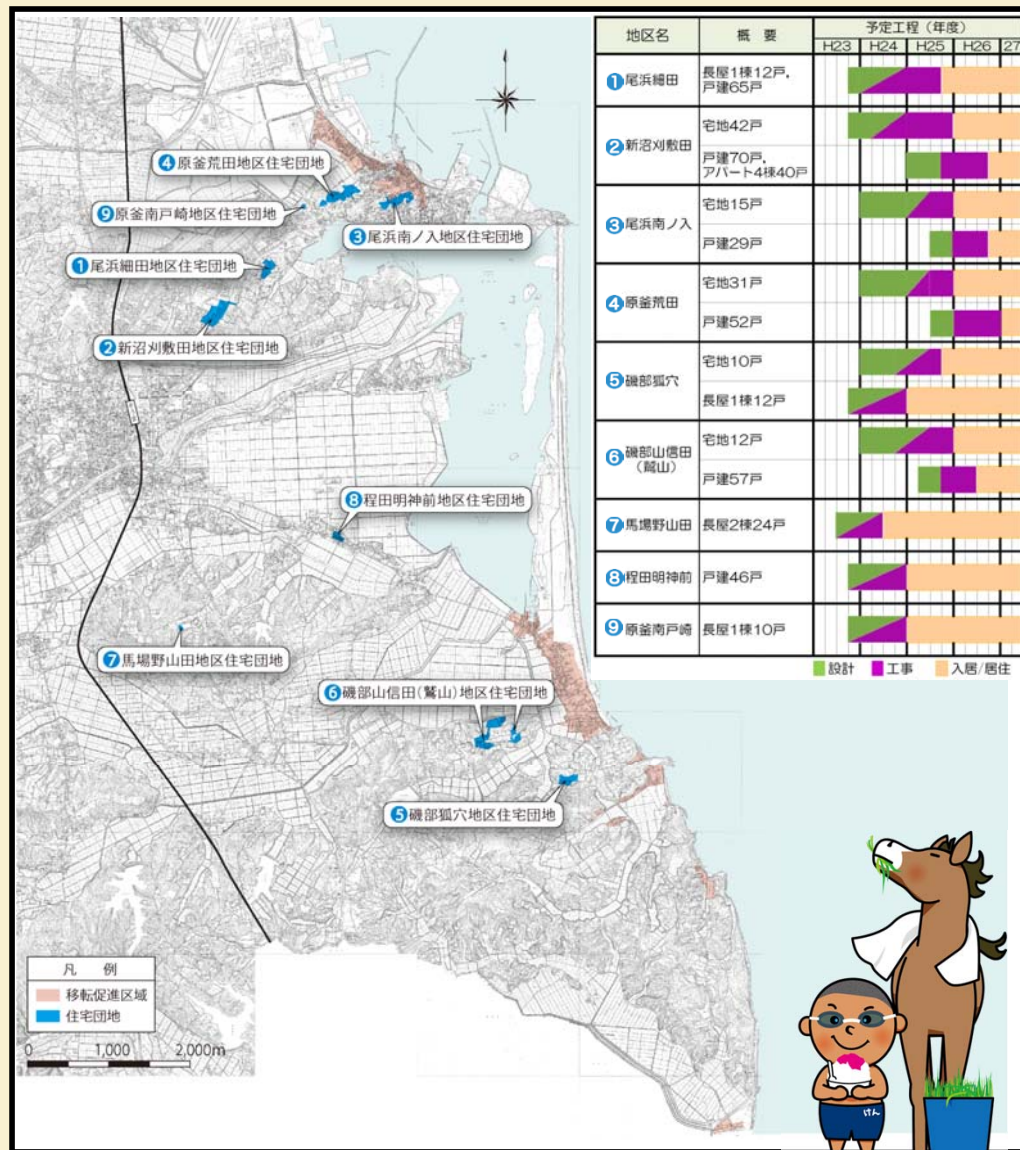 ④原釜荒田地区住宅団地
⑨原釜南戸崎地区住宅団地
③尾浜南ノ入地区住宅団地
①尾浜細田地区住宅団地
②新沼刈敷田地区住宅団地
⑧程田明神前地区住宅団地
⑦馬場野山田地区住宅団地
⑥磯部山信田(鷲山)地区住宅団地
⑤磯部狐穴地区住宅団地
凡 例
移転促進区域
住宅団地
0 1,000 2,000m
地区名 概 要 予定工程（年度）
H23 H24 H25 H26 27
①尾浜細田 長屋1棟12戸,
戸建65戸
②新沼刈敷田 宅地42戸
戸建70戸,
アパート4棟40戸
③尾浜南ノ入 宅地15戸
戸建29戸
④原釜荒田 宅地31戸
戸建52戸
⑤磯部狐穴 宅地10戸
長屋1棟12戸
⑥磯部山信田
（鷲山） 宅地12戸
戸建57戸
⑦馬場野山田 長屋2棟24戸
⑧程田明神前 戸建46戸
⑨原釜南戸崎 長屋1棟10戸
設計 工事 入居/居住
けん